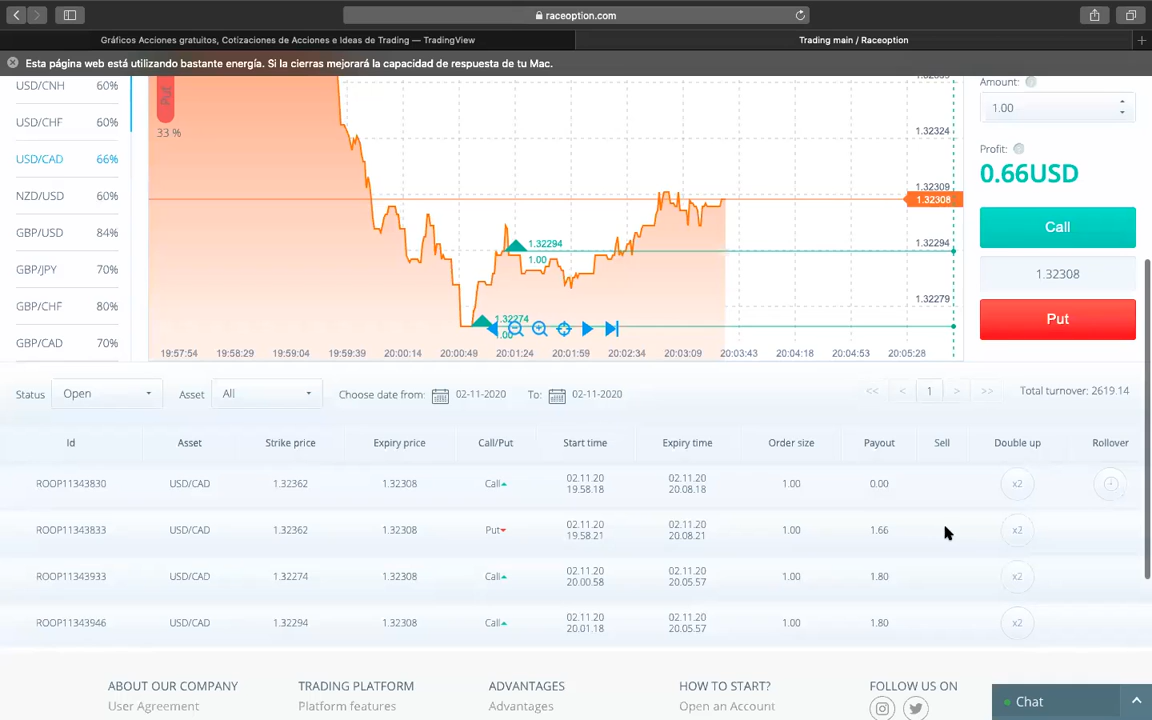 raceoption.com
Gráficos Acciones gratuitos, Cotizaciones de Acciones e Ideas de Trading — TradingView
Trading main / Raceoption
Esta página web está utilizando bastante energía. Si la cierras mejorará la capacidad de respuesta de tu Mac.
USD/CNH 60%
USD/CHF 60%
USD/CAD 66%
NZD/USD 60%
GBP/USD 84%
GBP/JPY 70%
GBP/CHF 80%
GBP/CAD 70%
Put
33 %
1.32324
1.32309
1.32308
1.32294
1.32279
1.32294
1.00
1.32274
1.00
19:57:54 19:58:29 19:59:04 19:59:39 20:00:14 20:00:49 20:01:24 20:01:59 20:02:34 20:03:09 20:03:43 20:04:18 20:04:53 20:05:28
Amount:
1.00
Profit:
0.66USD
Call
1.32308
Put
Status Open Asset All Choose date from: 02-11-2020 To: 02-11-2020 << < 1 > >> Total turnover: 2619.14
Id Asset Strike price Expiry price Call/Put Start time Expiry time Order size Payout Sell Double up Rollover
ROOP11343830 USD/CAD 1.32362 1.32308 Call 02.11.20 19.58.18 02.11.20 20.08.18 1.00 0.00 x2
ROOP11343833 USD/CAD 1.32362 1.32308 Put 02.11.20 19.58.21 02.11.20 20.08.21 1.00 1.66 x2
ROOP11343933 USD/CAD 1.32274 1.32308 Call 02.11.20 20.00.58 02.11.20 20.05.57 1.00 1.80 x2
ROOP11343946 USD/CAD 1.32294 1.32308 Call 02.11.20 20.01.18 02.11.20 20.05.57 1.00 1.80 x2
ABOUT OUR COMPANY TRADING PLATFORM ADVANTAGES HOW TO START? FOLLOW US ON
User Agreement Platform features Advantages Open an Account
Chat